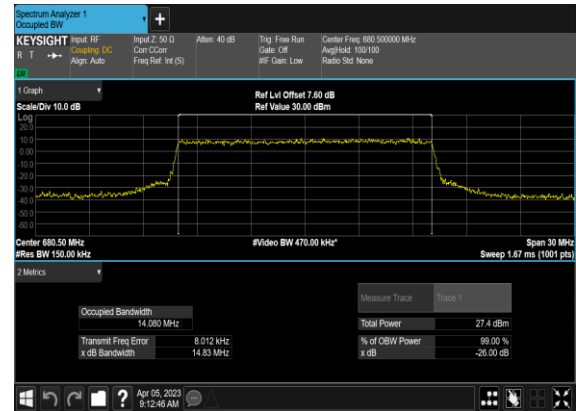 Spectrum Analyzer 1
Occupied BW
KEYSIGHT
R T
Input: RF
Coupling: DC
Align: Auto
Input Z: 50 Ω
Corr CCorr
Freq Ref: Int (S)
Atten: 40 dB
Trig: Free Run
Gate: Off
#IF Gain: Low
Center Freq: 680.500000 MHz
Avg|Hold: 100/100
Radio Std: None
1 Graph
Scale/Div 10.0 dB
Ref Lvl Offset 7.60 dB
Ref Value 30.00 dBm
Log
20.0
10.0
0.00
-10.0
-20.0
-30.0
-40.0
-50.0
-60.0
Center 680.50 MHz
#Res BW 150.00 kHz
#Video BW 470.00 kHz*
Span 30 MHz
Sweep 1.67 ms (1001 pts)
2 Metrics
Measure Trace Trace 1
Occupied Bandwidth
14.080 MHz
Total Power 27.4 dBm
Transmit Freq Error 8.012 kHz
% of OBW Power 99.00 %
x dB Bandwidth 14.83 MHz
x dB -26.00 dB
?
Apr 05, 2023
9:12:46 AM